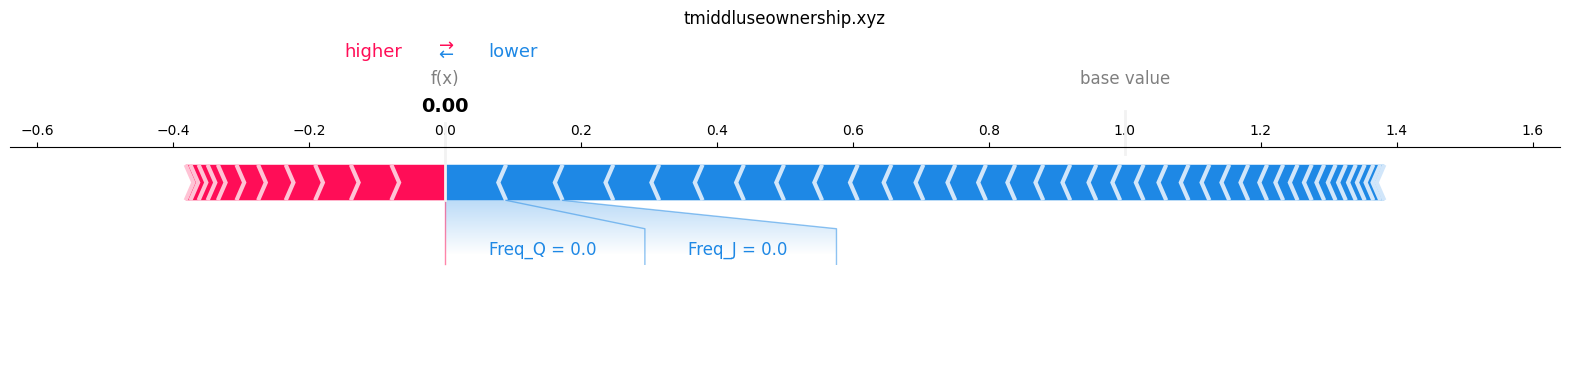 tmiddluseownership.xyz
higher ⇄ lower
f(x) base value
0.00
−0.6 −0.4 −0.2 0.0 0.2 0.4 0.6 0.8 1.0 1.2 1.4 1.6
Freq_Q = 0.0 Freq_J = 0.0